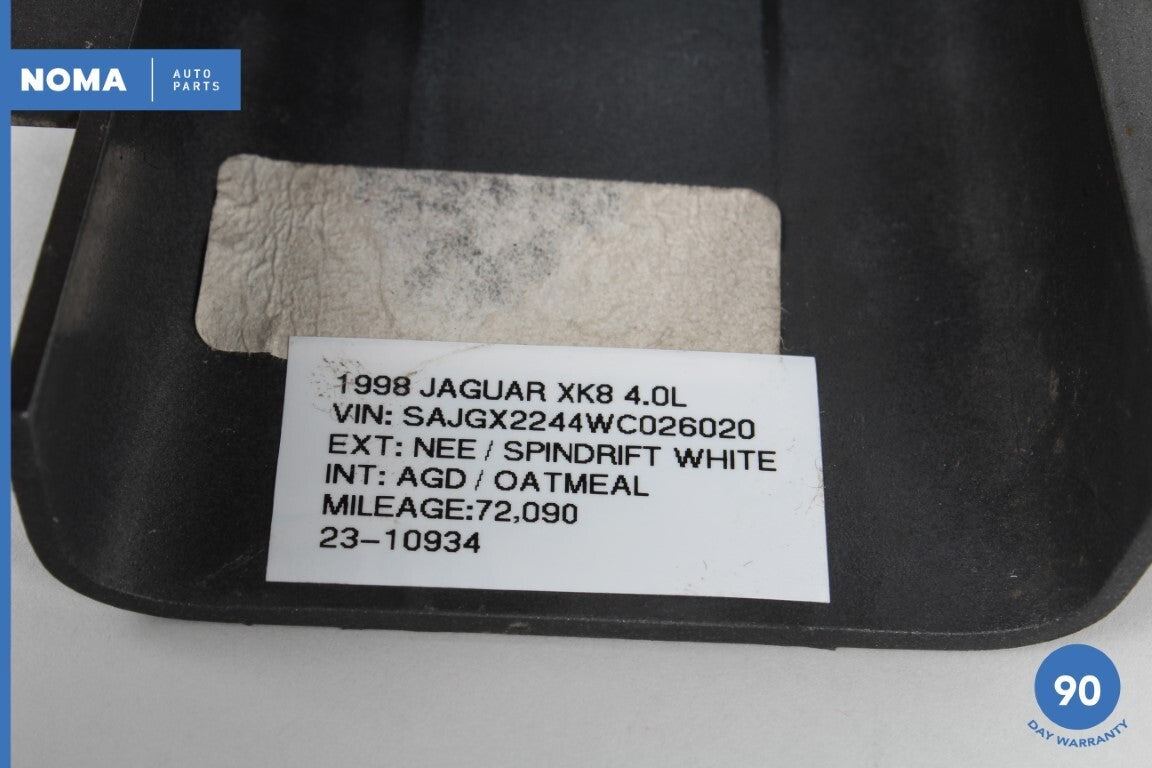 NOMA
AUTO
PARTS
1998 JAGUAR XK8 4.0L
VIN: SAJGX2244WC026020
EXT: NEE / SPINDRIFT WHITE
INT: AGD / OATMEAL
MILEAGE:72,090
23-10934
90
DAY WARRANTY